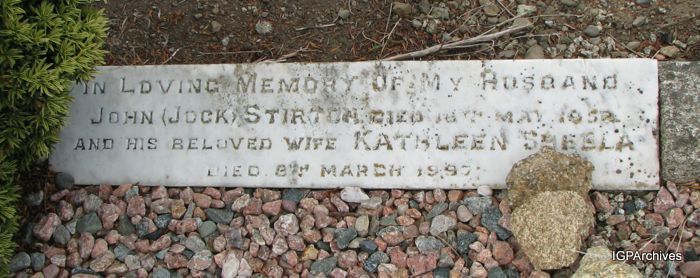 IN LOVING MEMORY OF MY HUSBAND
JOHN (JOCK) STIRTON DIED MAY
AND HIS BELOVED WIFE KATHLEEN SHEELA
DIED 8TH MARCH 1997
IGPArchives